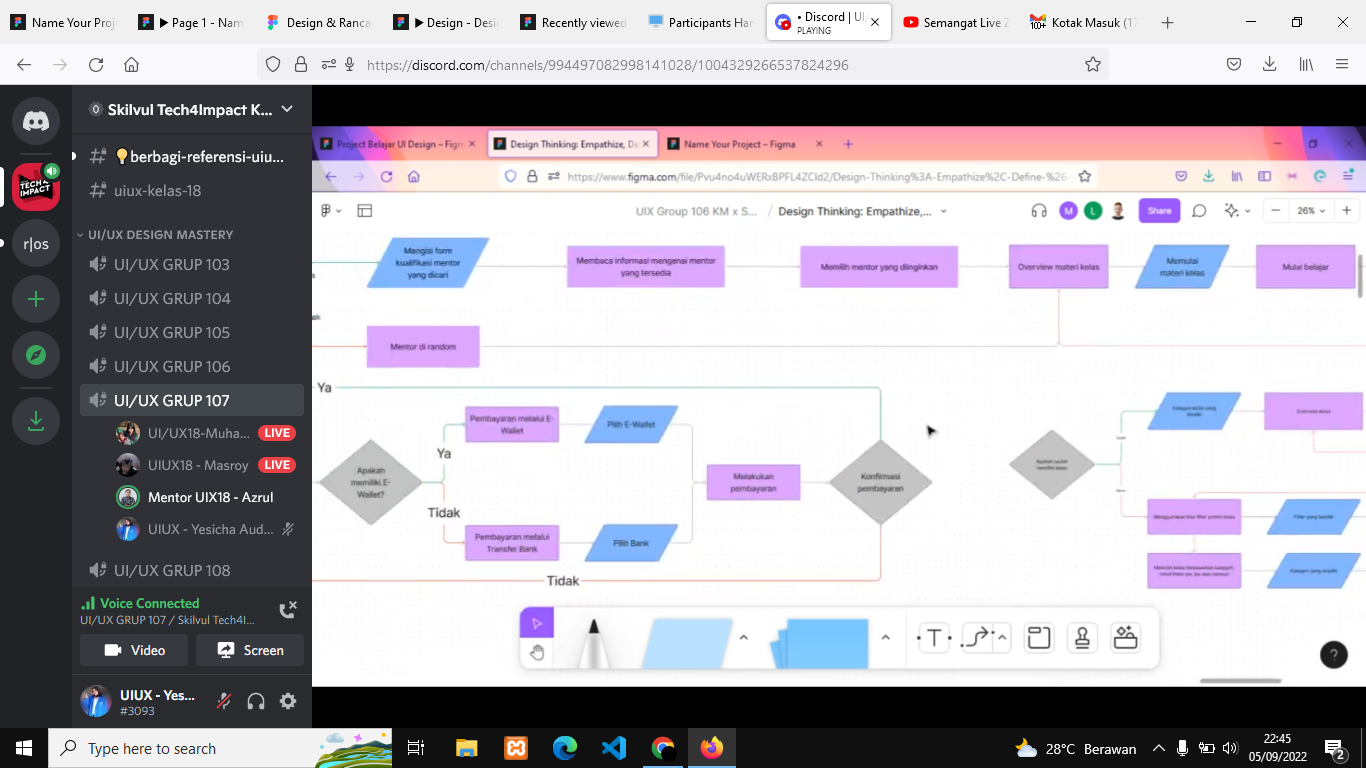 Name Your Proj
Page 1 - Nam
Design & Ranca
Design - Desi
Recently viewed
Participants Har
• Discord | UI/
PLAYING
Semangat Live 2
Kotak Masuk (17
https://discord.com/channels/994497082998141028/1004329266537824296
Skilvul Tech4Impact K...
berbagi-referensi-uiu...
uiux-kelas-18
TECH4
IMPACT
r|os
UI/UX DESIGN MASTERY
UI/UX GRUP 103
UI/UX GRUP 104
UI/UX GRUP 105
UI/UX GRUP 106
UI/UX GRUP 107
UI/UX18-Muha... LIVE
UIUX18 - Masroy LIVE
Mentor UIX18 - Azrul
UIUX - Yesicha Aud...
UI/UX GRUP 108
Voice Connected
UI/UX GRUP 107 / Skilvul Tech4I...
Video
Screen
UIUX - Yes...
#3093
Project Belajar UI Design – Figm
Design Thinking: Empathize, De
Name Your Project – Figma
https://www.figma.com/file/Pvu4no4uWERxBPFL4ZCId2/Design-Thinking%3A-Empathize%2C-Define-%26-
UIX Group 106 KM x S... / Design Thinking: Empathize,...
M
L
Share
26%
Mengisi form
kualifikasi mentor
yang dicari
Membaca informasi mengenai mentor
yang tersedia
Memilih mentor yang diinginkan
Overview materi kelas
Memulai
materi kelas
Mulai belajar
Mentor di random
Ya
Pembayaran melalui E-
Wallet
Pilih E-Wallet
Ya
Apakah
memiliki E-
Wallet?
Tidak
Melakukan
pembayaran
Konfirmasi
pembayaran
Pembayaran melalui
Transfer Bank
Pilih Bank
Tidak
T
?
Type here to search
28°C Berawan
22:45
05/09/2022
2